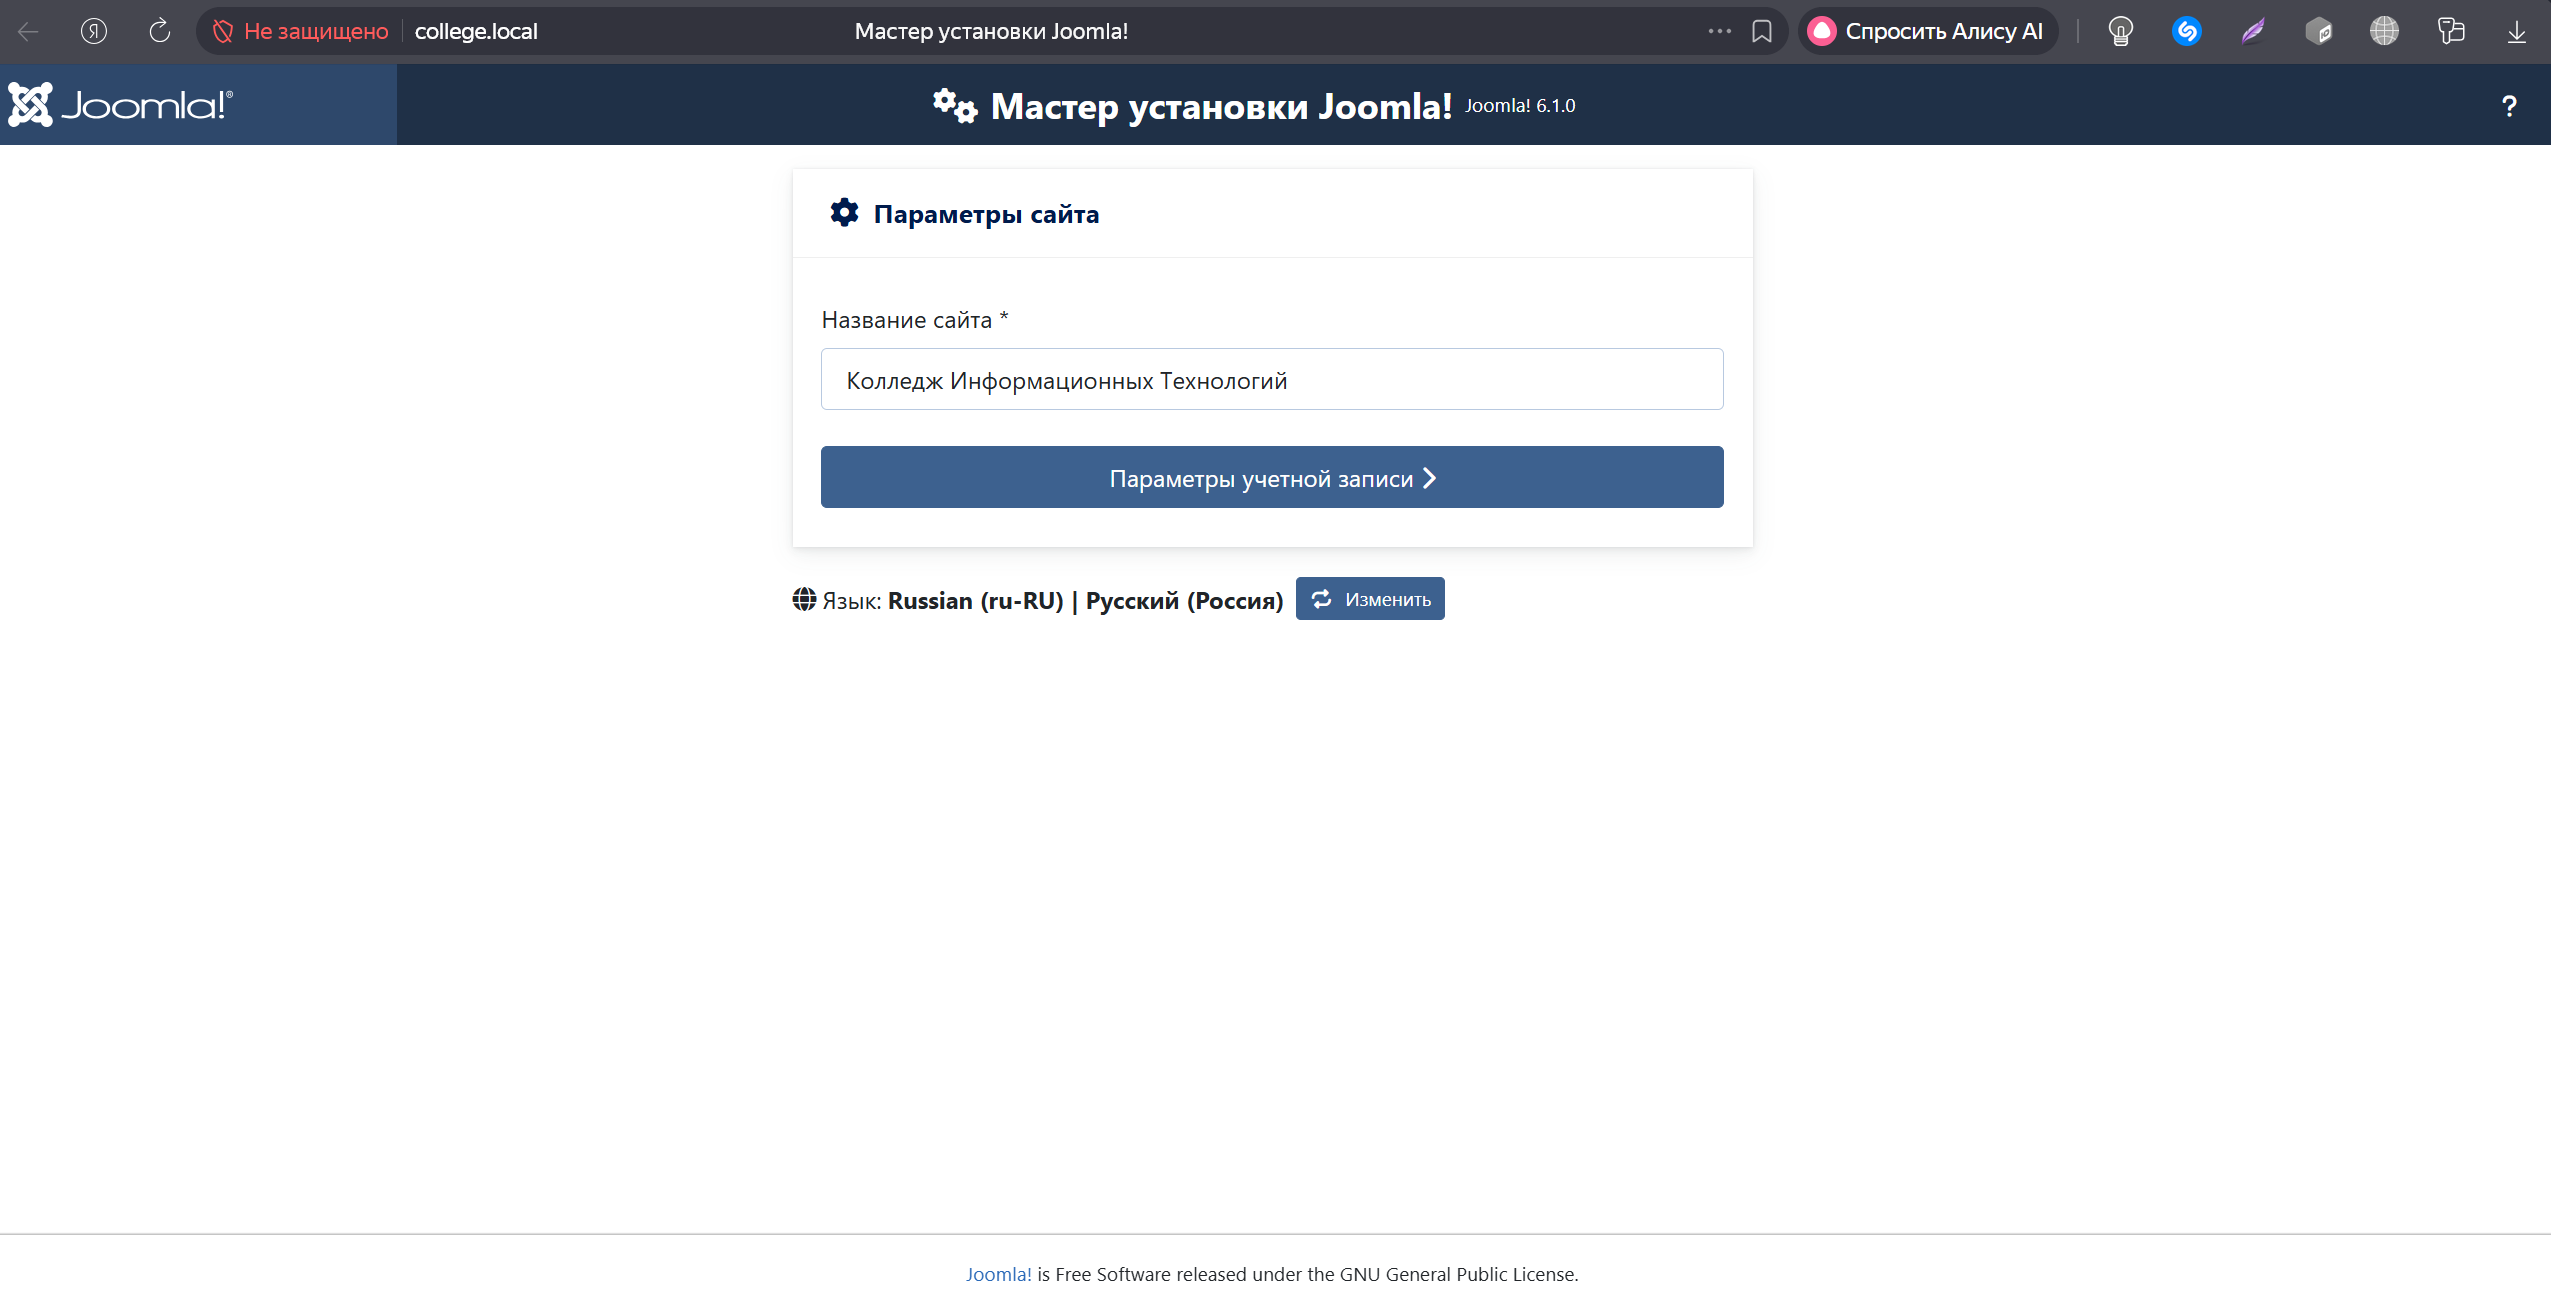 Не защищено
college.local
Мастер установки Joomla!
Спросить Алису AI
Joomla!®
Мастер установки Joomla! Joomla! 6.1.0
?
Параметры сайта
Название сайта *
Колледж Информационных Технологий
Параметры учетной записи
Язык: Russian (ru-RU) | Русский (Россия)
Изменить
Joomla! is Free Software released under the GNU General Public License.